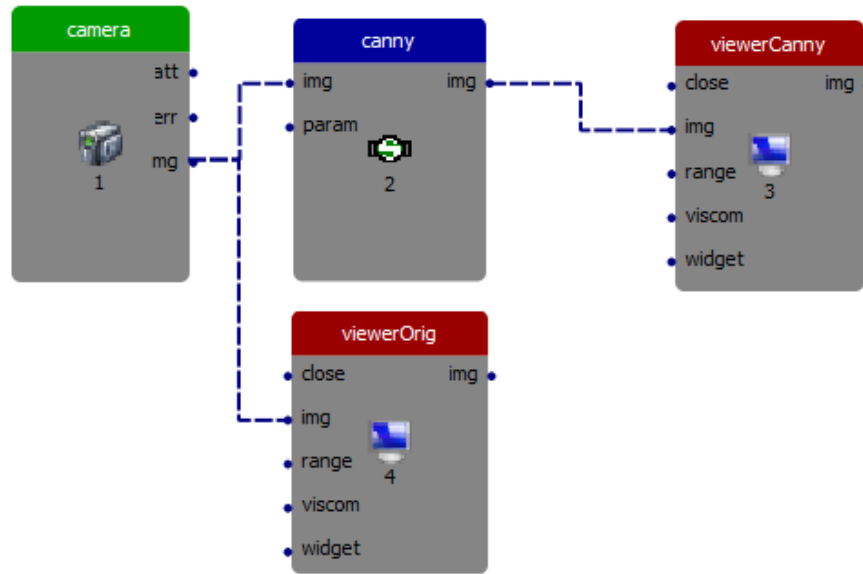 camera
att
err
mg
1
canny
img
img
param
2
viewerCanny
close
img
img
range
3
viscom
widget
viewerOrig
close
img
img
range
4
viscom
widget